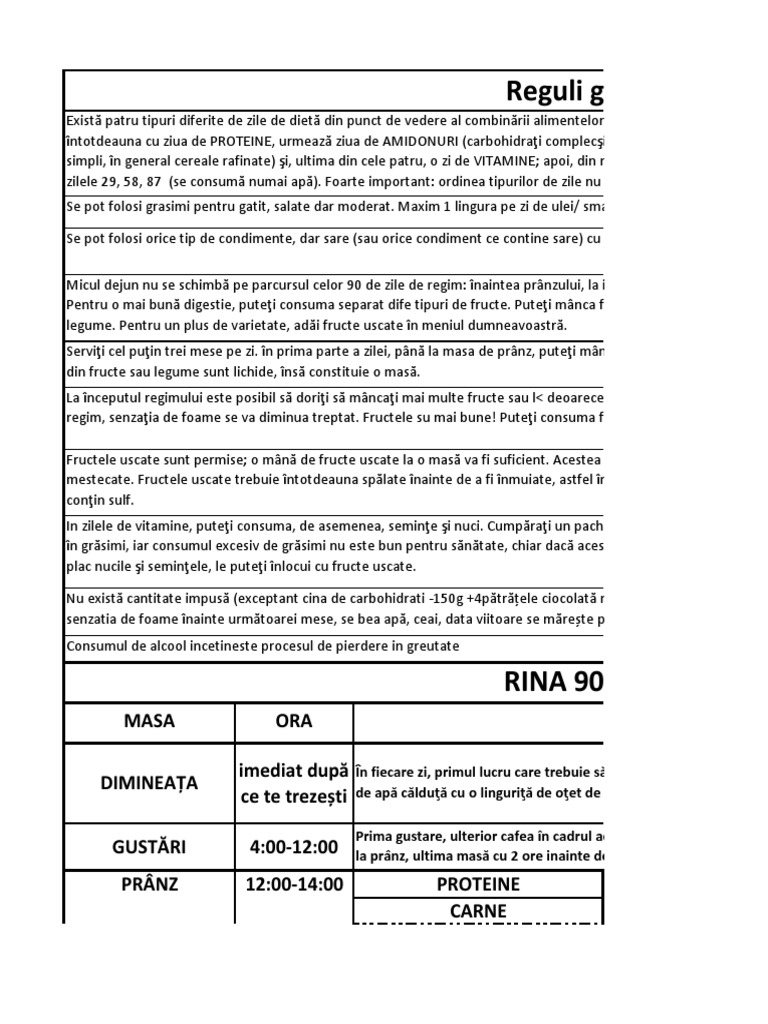 Reguli g
Există patru tipuri diferite de zile de dietă din punct de vedere al combinării alimentelor
întotdeauna cu ziua de PROTEINE, urmează ziua de AMIDONURI (carbohidraţi complecşi
simpli, în general cereale rafinate) şi, ultima din cele patru, o zi de VITAMINE; apoi, din r
zilele 29, 58, 87 (se consumă numai apă). Foarte important: ordinea tipurilor de zile nu
Se pot folosi grasimi pentru gatit, salate dar moderat. Maxim 1 lingura pe zi de ulei/ sma
Se pot folosi orice tip de condimente, dar sare (sau orice condiment ce contine sare) cu
Micul dejun nu se schimbă pe parcursul celor 90 de zile de regim: înaintea prânzului, la i
Pentru o mai bună digestie, puteţi consuma separat dife tipuri de fructe. Puteţi mânca f
legume. Pentru un plus de varietate, adăi fructe uscate în meniul dumneavoastră.
Serviţi cel puţin trei mese pe zi. în prima parte a zilei, până la masa de prânz, puteţi mân
din fructe sau legume sunt lichide, însă constituie o masă.
La începutul regimului este posibil să doriţi să mâncaţi mai multe fructe sau l< deoarece
regim, senzaţia de foame se va diminua treptat. Fructele su mai bune! Puteţi consuma f
Fructele uscate sunt permise; o mână de fructe uscate la o masă va fi suficient. Acestea
mestecate. Fructele uscate trebuie întotdeauna spălate înainte de a fi înmuiate, astfel în
conţin sulf.
In zilele de vitamine, puteţi consuma, de asemenea, seminţe şi nuci. Cumpăraţi un pach
în grăsimi, iar consumul excesiv de grăsimi nu este bun pentru sănătate, chiar dacă aces
plac nucile şi seminţele, le puteţi înlocui cu fructe uscate.
Nu există cantitate impusă (exceptant cina de carbohidrati -150g +4pătrățele ciocolată r
senzatia de foame înainte următoarei mese, se bea apă, ceai, data viitoare se mărește p
Consumul de alcool incetineste procesul de pierdere in greutate
RINA 90
MASA ORA
DIMINEAȚA imediat după ce te trezești
În fiecare zi, primul lucru care trebuie să
de apă călduță cu o linguriță de oțet de
GUSTĂRI 4:00-12:00
Prima gustare, ulterior cafea în cadrul a
la prânz, ultima masă cu 2 ore inainte de
PRÂNZ 12:00-14:00 PROTEINE
CARNE